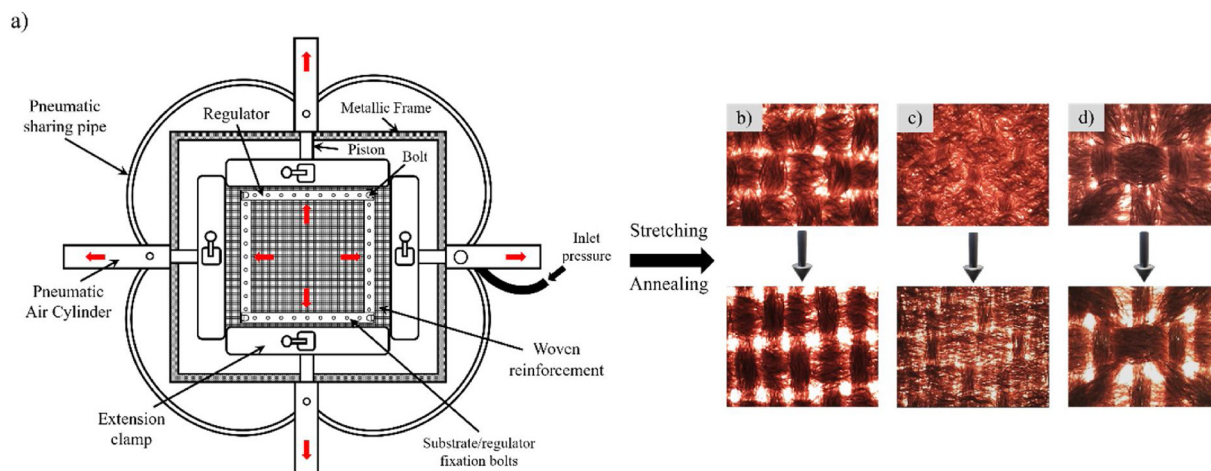 a)
Pneumatic
sharing pipe
Regulator
Metallic Frame
Piston
Bolt
Inlet
pressure
Pneumatic
Air Cylinder
Woven
reinforcement
Extension
clamp
Substrate/regulator
fixation bolts
Stretching
Annealing
b)
c)
d)